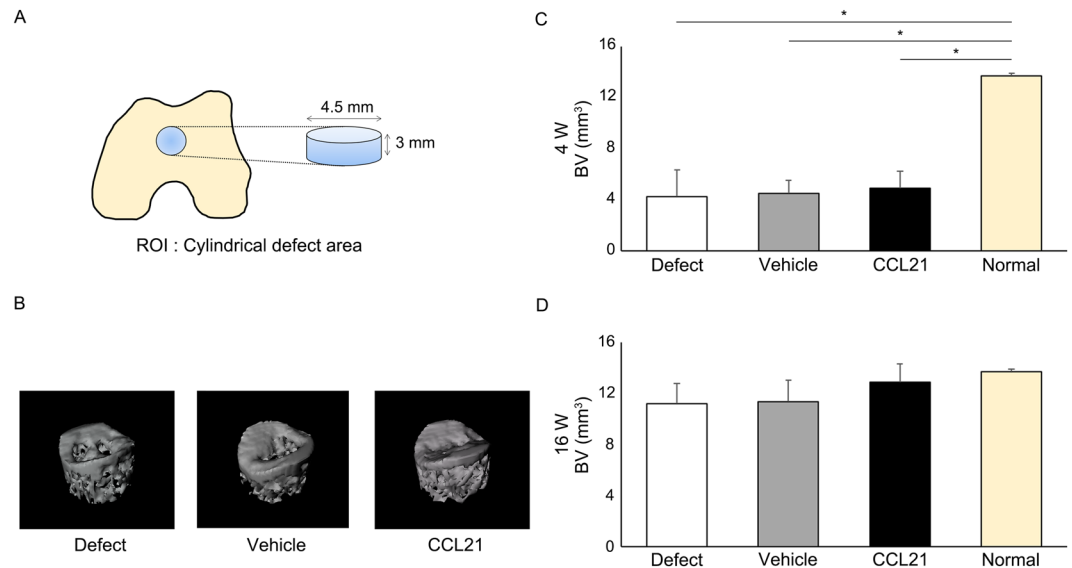 A
4.5 mm
3 mm
ROI : Cylindrical defect area
B
Defect
Vehicle
CCL21
C
*
*
*
4 W
BV (mm³)
16
12
8
4
0
Defect
Vehicle
CCL21
Normal
D
16 W
BV (mm³)
16
12
8
4
0
Defect
Vehicle
CCL21
Normal